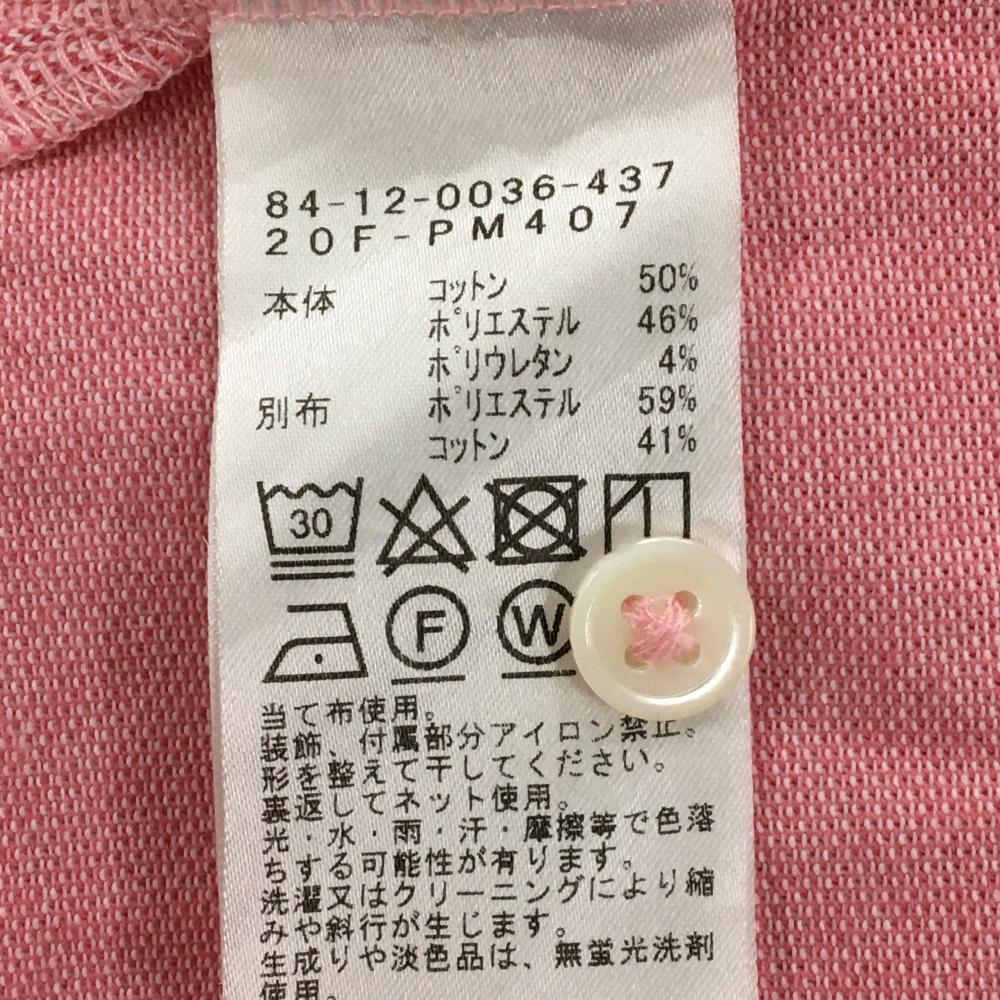 84-12-0036-437
20F-PM407
本体 コットン 50%
ポリエステル 46%
ポリウレタン 4%
別布 ポリエステル 59%
コットン 41%
30
F W
当て布使用。
装飾、付属部分アイロン禁止。
形を整えて干してください。
裏返してネット使用。
光・水・雨・汗・摩擦等で色落
ちする可能性が有ります。
洗濯又はクリーニングにより縮
みや斜行が生じます。
生成りや淡色品は、無蛍光洗剤
使用。